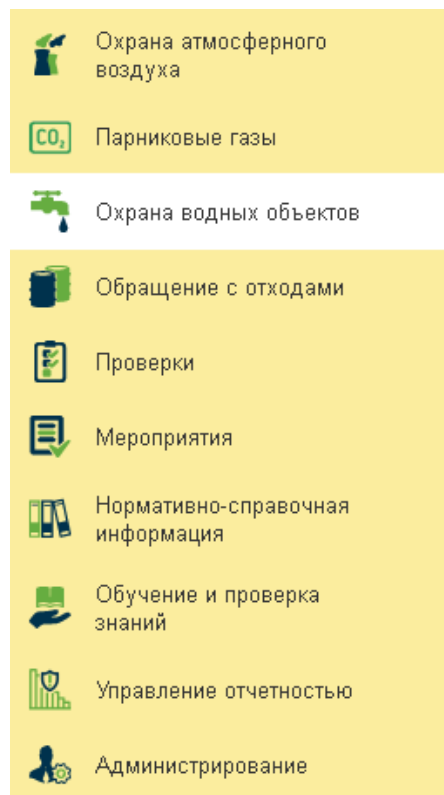 Охрана атмосферного
воздуха
CO₂
Парниковые газы
Охрана водных объектов
Обращение с отходами
Проверки
Мероприятия
Нормативно-справочная
информация
Обучение и проверка
знаний
Управление отчетностью
Администрирование